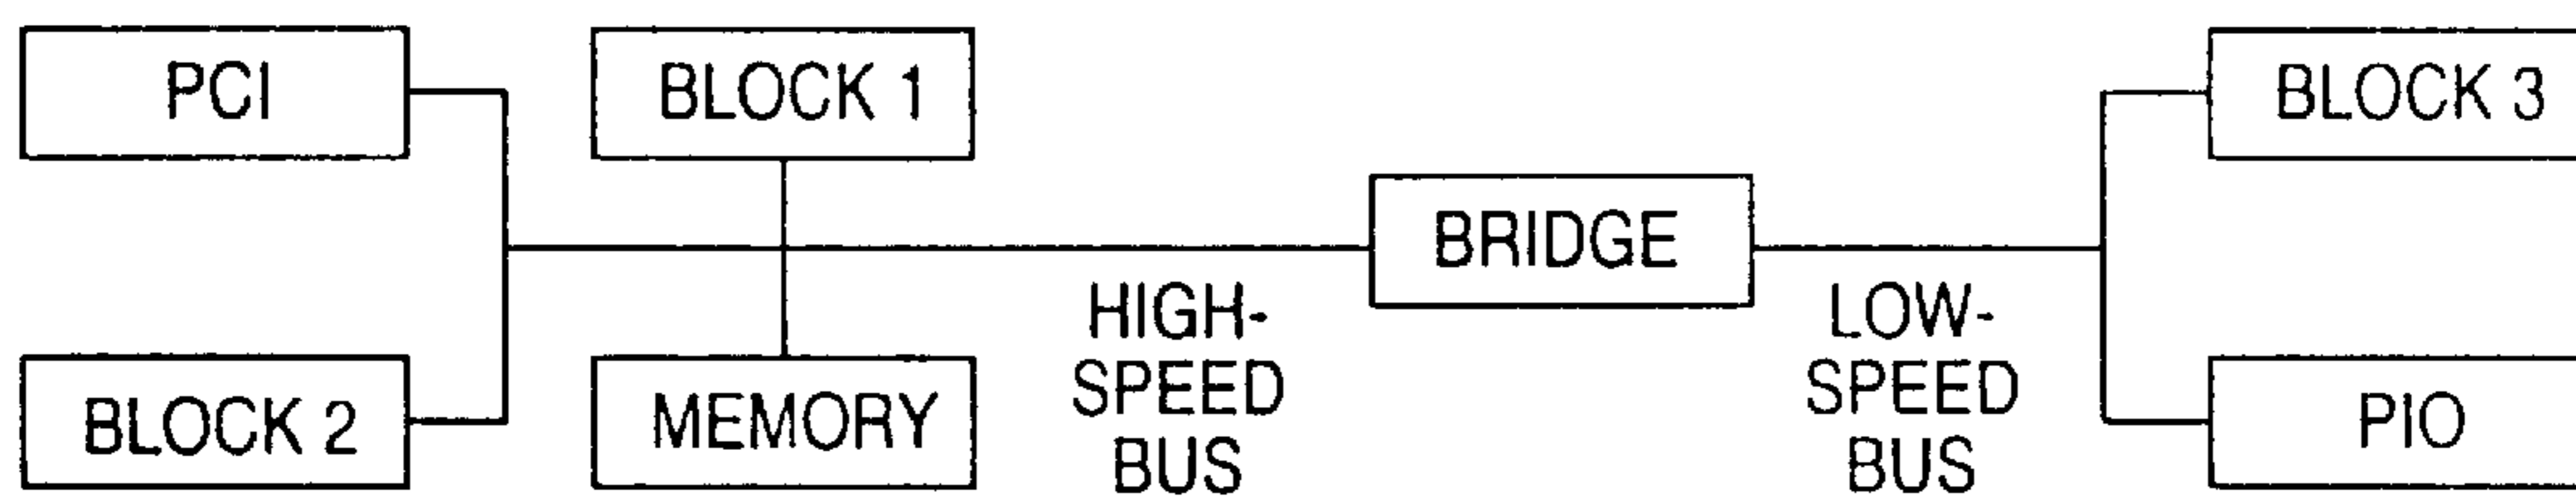 PCI
BLOCK 1
BLOCK 3
BRIDGE
HIGH-
SPEED
BUS
LOW-
SPEED
BUS
BLOCK 2
MEMORY
PIO